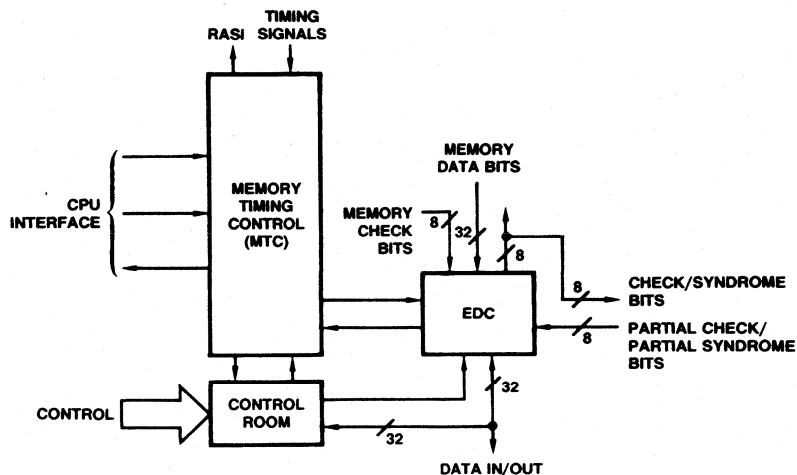 RASI
TIMING
SIGNALS
MEMORY
TIMING
CONTROL
(MTC)
CPU
INTERFACE
MEMORY
DATA BITS
MEMORY
CHECK
BITS
8
32
8
EDC
8
CHECK/SYNDROME
BITS
8
PARTIAL CHECK/
PARTIAL SYNDROME
BITS
CONTROL
CONTROL
ROOM
32
32
DATA IN/OUT